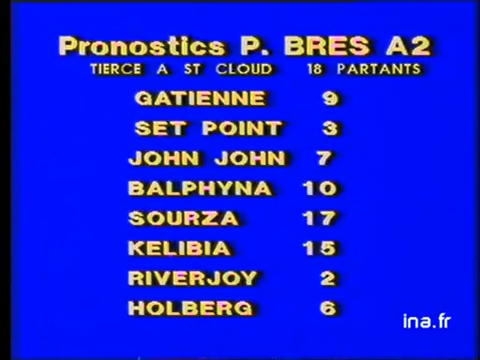 Pronostics P. BRES A2
TIERCE A ST CLOUD 18 PARTANTS
GATIENNE 9
SET POINT 3
JOHN JOHN 7
BALPHYNA 10
SOURZA 17
KELIBIA 15
RIVERJOY 2
HOLBERG 6
ina.fr